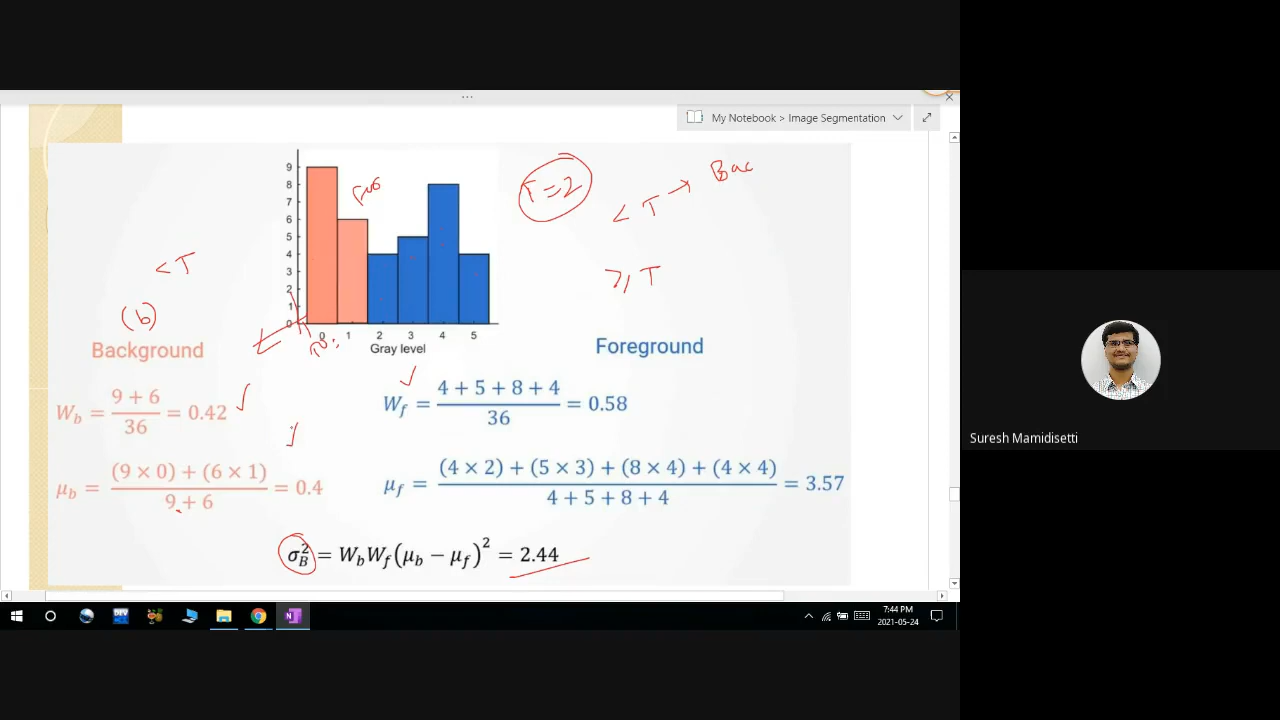 My Notebook > Image Segmentation
9
8
7
6
5
4
3
2
1
0
0 1 2 3 4 5
Gray level
T=2
< T → Bac
≥ T
< T
(b)
Background
Foreground
W_b = (9 + 6)/36 = 0.42
W_f = (4 + 5 + 8 + 4)/36 = 0.58
μ_b = ((9 × 0) + (6 × 1))/(9 + 6) = 0.4
μ_f = ((4 × 2) + (5 × 3) + (8 × 4) + (4 × 4))/(4 + 5 + 8 + 4) = 3.57
σ_B^2 = W_b W_f (μ_b − μ_f)^2 = 2.44
Suresh Mamidisetti
DEV
7:44 PM
2021-05-24